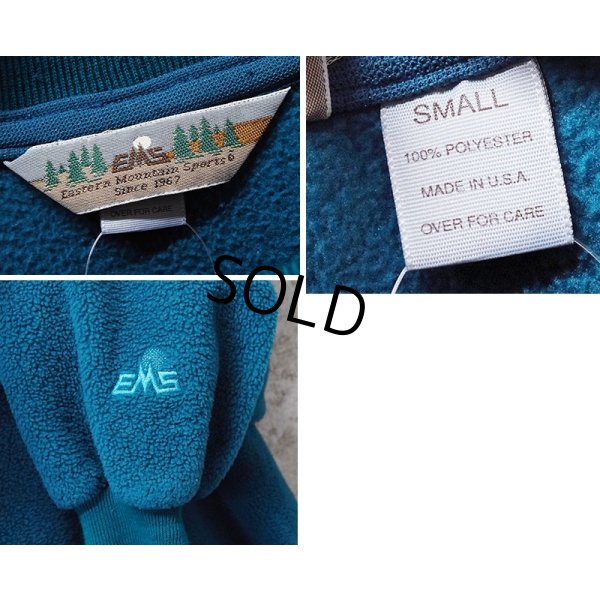 EMS
Eastern Mountain Sports®
Since 1967
OVER FOR CARE
SMALL
100% POLYESTER
MADE IN U.S.A.
OVER FOR CARE
SOLD
EMS